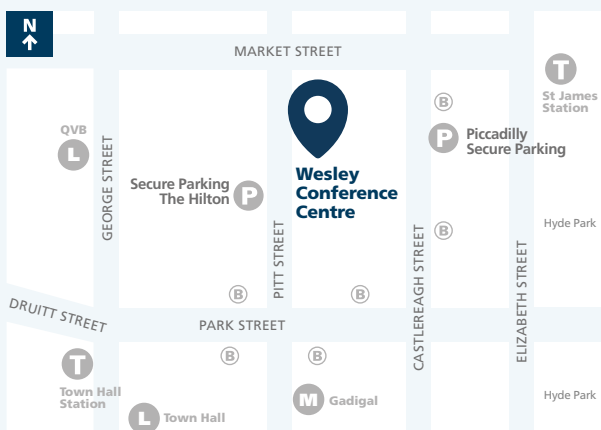 N
MARKET STREET
T
St James
Station
B
QVB
L
P
Piccadilly
Secure Parking
GEORGE STREET
Secure Parking
The Hilton
P
Wesley
Conference
Centre
PITT STREET
B
Hyde Park
CASTLEREAGH STREET
ELIZABETH STREET
B
B
DRUITT STREET
PARK STREET
T
Town Hall
Station
B
B
L
Town Hall
M
Gadigal
Hyde Park